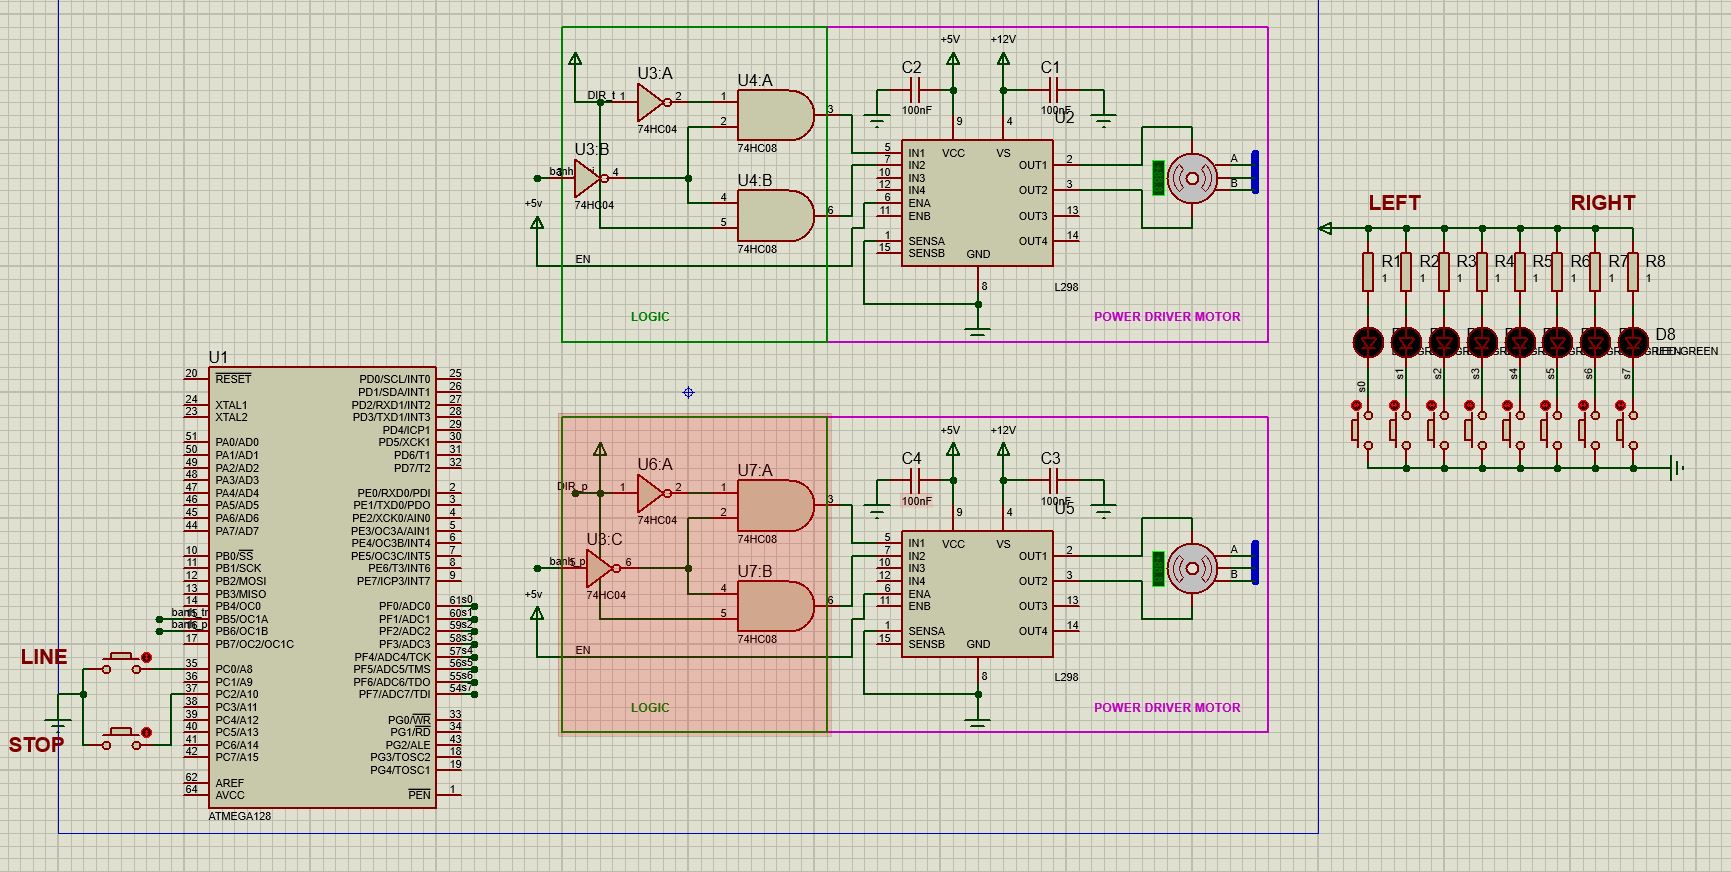 +5V
+12V
C2
C1
100nF
100nF
U3:A
DIR_t
1
2
74HC04
U4:A
1
2
3
74HC08
U3:B
4
74HC04
U4:B
4
5
6
74HC08
+5v
EN
LOGIC
U2
9
4
5
IN1
VCC
VS
7
IN2
OUT1
2
10
IN3
12
IN4
OUT2
3
6
ENA
11
ENB
OUT3
13
1
SENSA
OUT4
14
15
SENSB
GND
8
L298
A
B
POWER DRIVER MOTOR
LEFT
RIGHT
R1
R2
R3
R4
R5
R6
R7
R8
1
1
1
1
1
1
1
1
D8
LED-GREEN
s0
s1
s2
s3
s4
s5
s6
s7
U1
20
RESET
PD0/SCL/INT0
25
PD1/SDA/INT1
26
24
XTAL1
PD2/RXD1/INT2
27
23
XTAL2
PD3/TXD1/INT3
28
PD4/ICP1
29
51
PA0/AD0
PD5/XCK1
30
50
PA1/AD1
PD6/T1
31
49
PA2/AD2
PD7/T2
32
48
PA3/AD3
47
PA4/AD4
PE0/RXD0/PDI
2
46
PA5/AD5
PE1/TXD0/PDO
3
45
PA6/AD6
PE2/XCK0/AIN0
4
44
PA7/AD7
PE3/OC3A/AIN1
5
PE4/OC3B/INT4
6
10
PB0/SS
PE5/OC3C/INT5
7
11
PB1/SCK
PE6/T3/INT6
8
12
PB2/MOSI
PE7/ICP3/INT7
9
13
PB3/MISO
14
PB4/OC0
PF0/ADC0
61
s0
PB5/OC1A
PF1/ADC1
60
s1
PB6/OC1B
PF2/ADC2
59
s2
17
PB7/OC2/OC1C
PF3/ADC3
58
s3
PF4/ADC4/TCK
57
s4
35
PC0/A8
PF5/ADC5/TMS
56
s5
36
PC1/A9
PF6/ADC6/TDO
55
s6
37
PC2/A10
PF7/ADC7/TDI
54
s7
38
PC3/A11
39
PC4/A12
PG0/WR
33
40
PC5/A13
PG1/RD
34
41
PC6/A14
PG2/ALE
43
42
PC7/A15
PG3/TOSC2
18
PG4/TOSC1
19
62
AREF
64
AVCC
PEN
1
ATMEGA128
LINE
STOP
+5V
+12V
C4
C3
100nF
100nF
U6:A
DIR_p
1
2
74HC04
U7:A
1
2
3
74HC08
U3:C
6
74HC04
U7:B
4
5
6
74HC08
+5v
EN
LOGIC
U5
9
4
5
IN1
VCC
VS
7
IN2
OUT1
2
10
IN3
12
IN4
OUT2
3
6
ENA
11
ENB
OUT3
13
1
SENSA
OUT4
14
15
SENSB
GND
8
L298
A
B
POWER DRIVER MOTOR